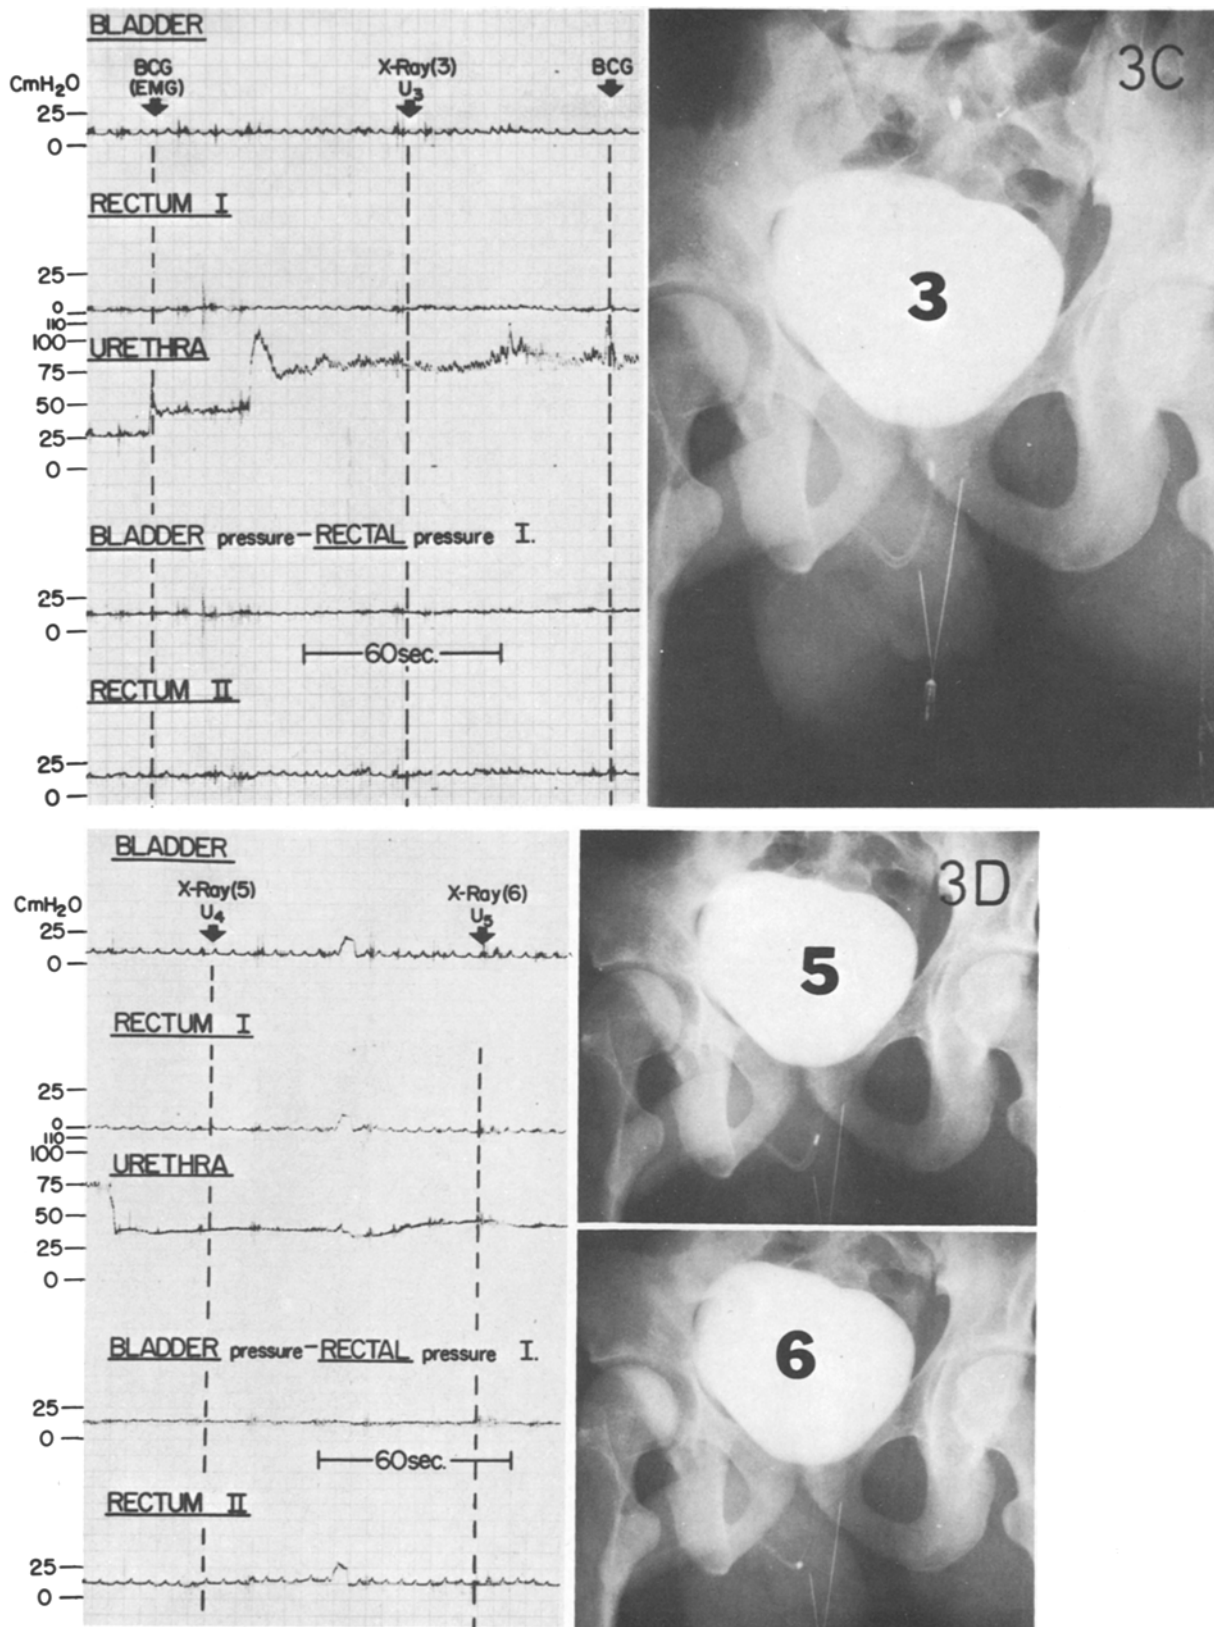 BLADDER
BCG
(EMG)
X-Ray(3)
U3
BCG
CmH2O
25
0
RECTUM I
25
0
110
100
URETHRA
75
50
25
0
BLADDER pressure-RECTAL pressure I.
25
0
60sec.
RECTUM II
25
0
3C
3
BLADDER
X-Ray(5)
U4
X-Ray(6)
U5
CmH2O
25
0
RECTUM I
25
0
110
100
URETHRA
75
50
25
0
BLADDER pressure-RECTAL pressure I.
25
0
60sec.
RECTUM II
25
0
3D
5
6